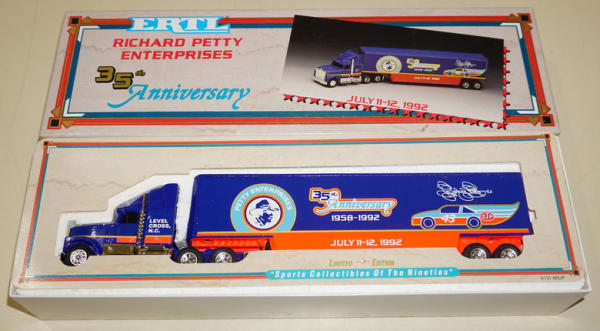 ERTL
RICHARD PETTY
ENTERPRISES
35th
Anniversary
JULY 11-12, 1992
LEVEL
CROSS,
N.C.
PETTY ENTERPRISES
35th
Anniversary
1958-1992
JULY 11-12, 1992
43
STP
LIMITED EDITION
"Sports Collectibles Of The Nineties"